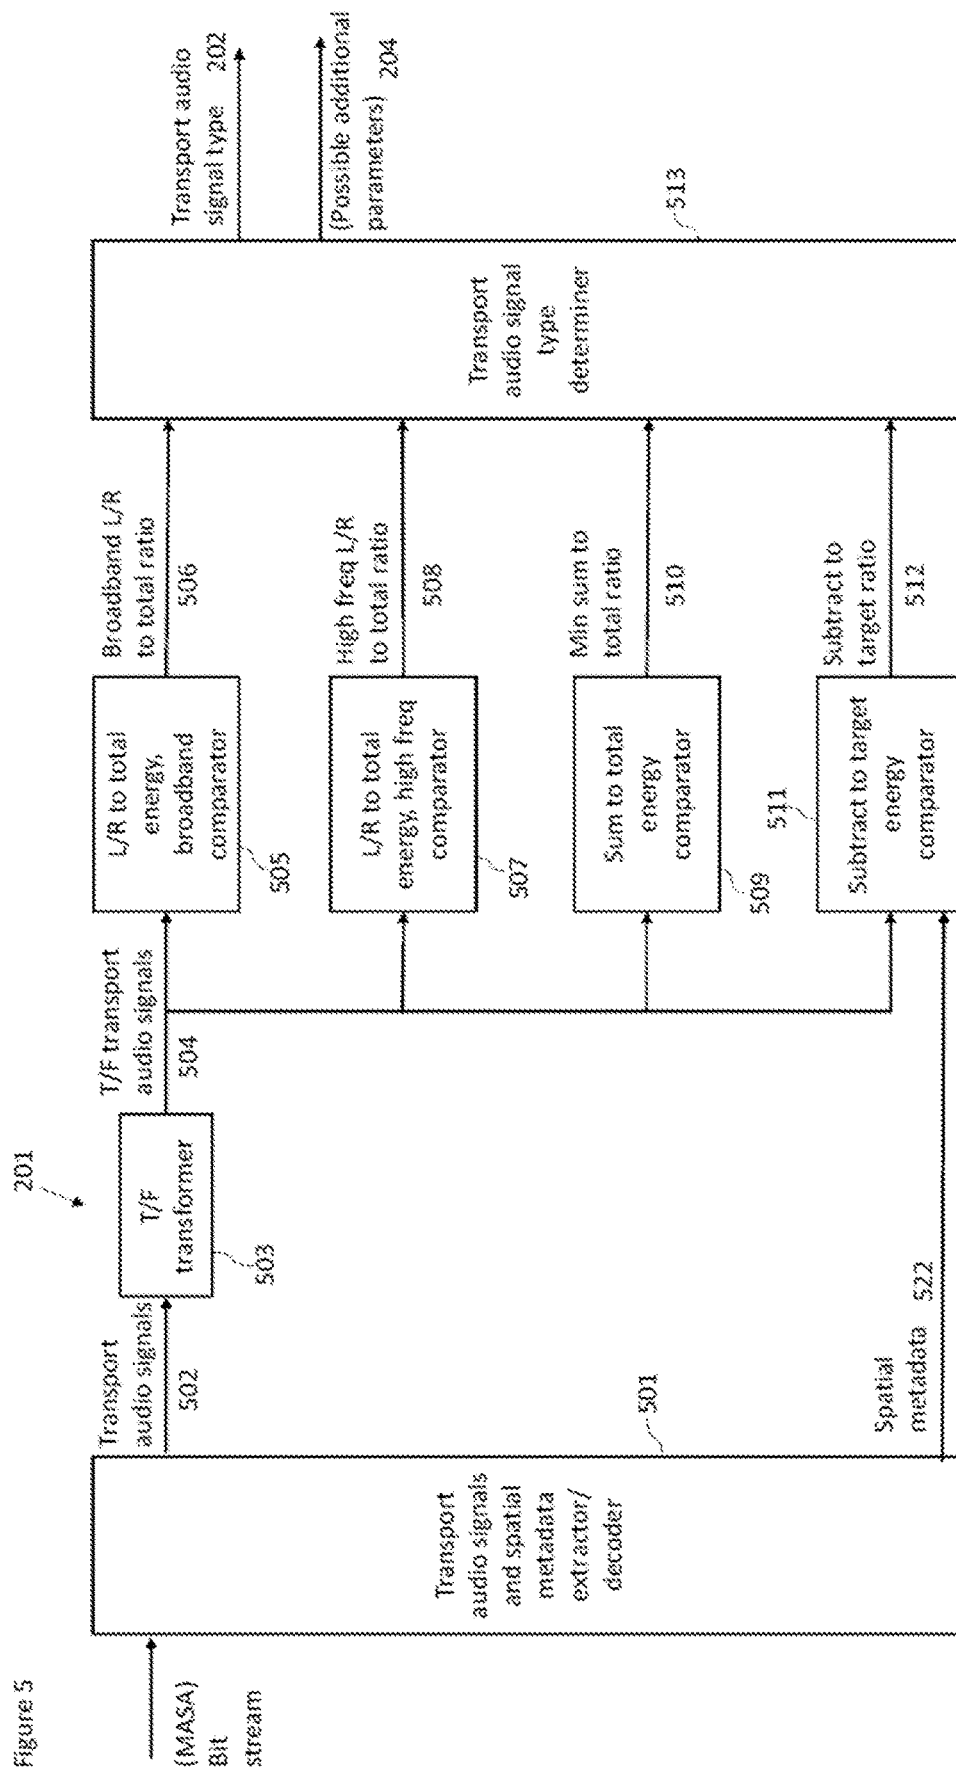 Figure 5
201
(MASA)
Bit
stream
Transport
audio signals
and spatial
metadata
extractor/
decoder
501
Transport
audio signals
502
T/F
transformer
503
T/F transport
audio signals
504
Spatial
metadata
522
L/R to total
energy,
broadband
comparator
505
L/R to total
energy, high freq
comparator
507
Sum to total
energy
comparator
509
Subtract to target
energy
comparator
511
Broadband L/R
to total ratio
506
High freq L/R
to total ratio
508
Min sum to
total ratio
510
Subtract to
target ratio
512
Transport
audio signal
type
determiner
513
Transport audio
signal type 202
(Possible additional
parameters) 204